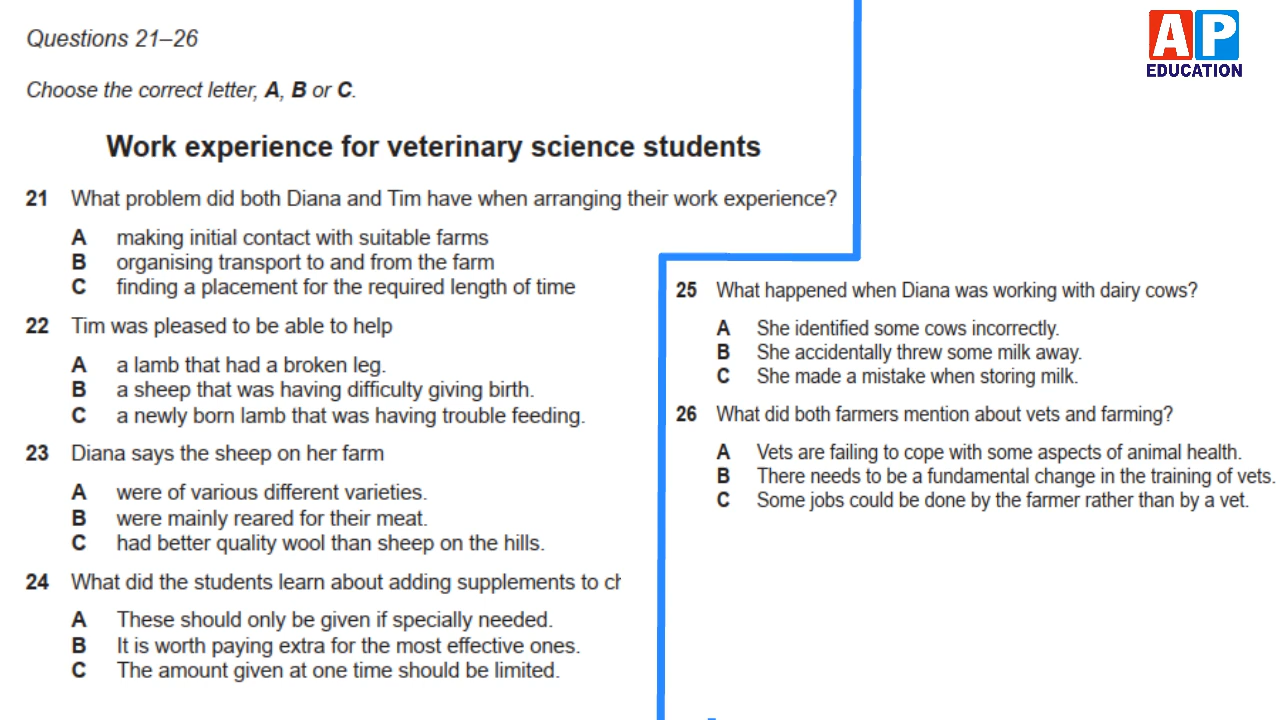 Questions 21–26
Choose the correct letter, A, B or C.
Work experience for veterinary science students
21 What problem did both Diana and Tim have when arranging their work experience?
A making initial contact with suitable farms
B organising transport to and from the farm
C finding a placement for the required length of time
22 Tim was pleased to be able to help
A a lamb that had a broken leg.
B a sheep that was having difficulty giving birth.
C a newly born lamb that was having trouble feeding.
23 Diana says the sheep on her farm
A were of various different varieties.
B were mainly reared for their meat.
C had better quality wool than sheep on the hills.
24 What did the students learn about adding supplements to
A These should only be given if specially needed.
B It is worth paying extra for the most effective ones.
C The amount given at one time should be limited.
AP
EDUCATION
25 What happened when Diana was working with dairy cows?
A She identified some cows incorrectly.
B She accidentally threw some milk away.
C She made a mistake when storing milk.
26 What did both farmers mention about vets and farming?
A Vets are failing to cope with some aspects of animal health.
B There needs to be a fundamental change in the training of vets.
C Some jobs could be done by the farmer rather than by a vet.